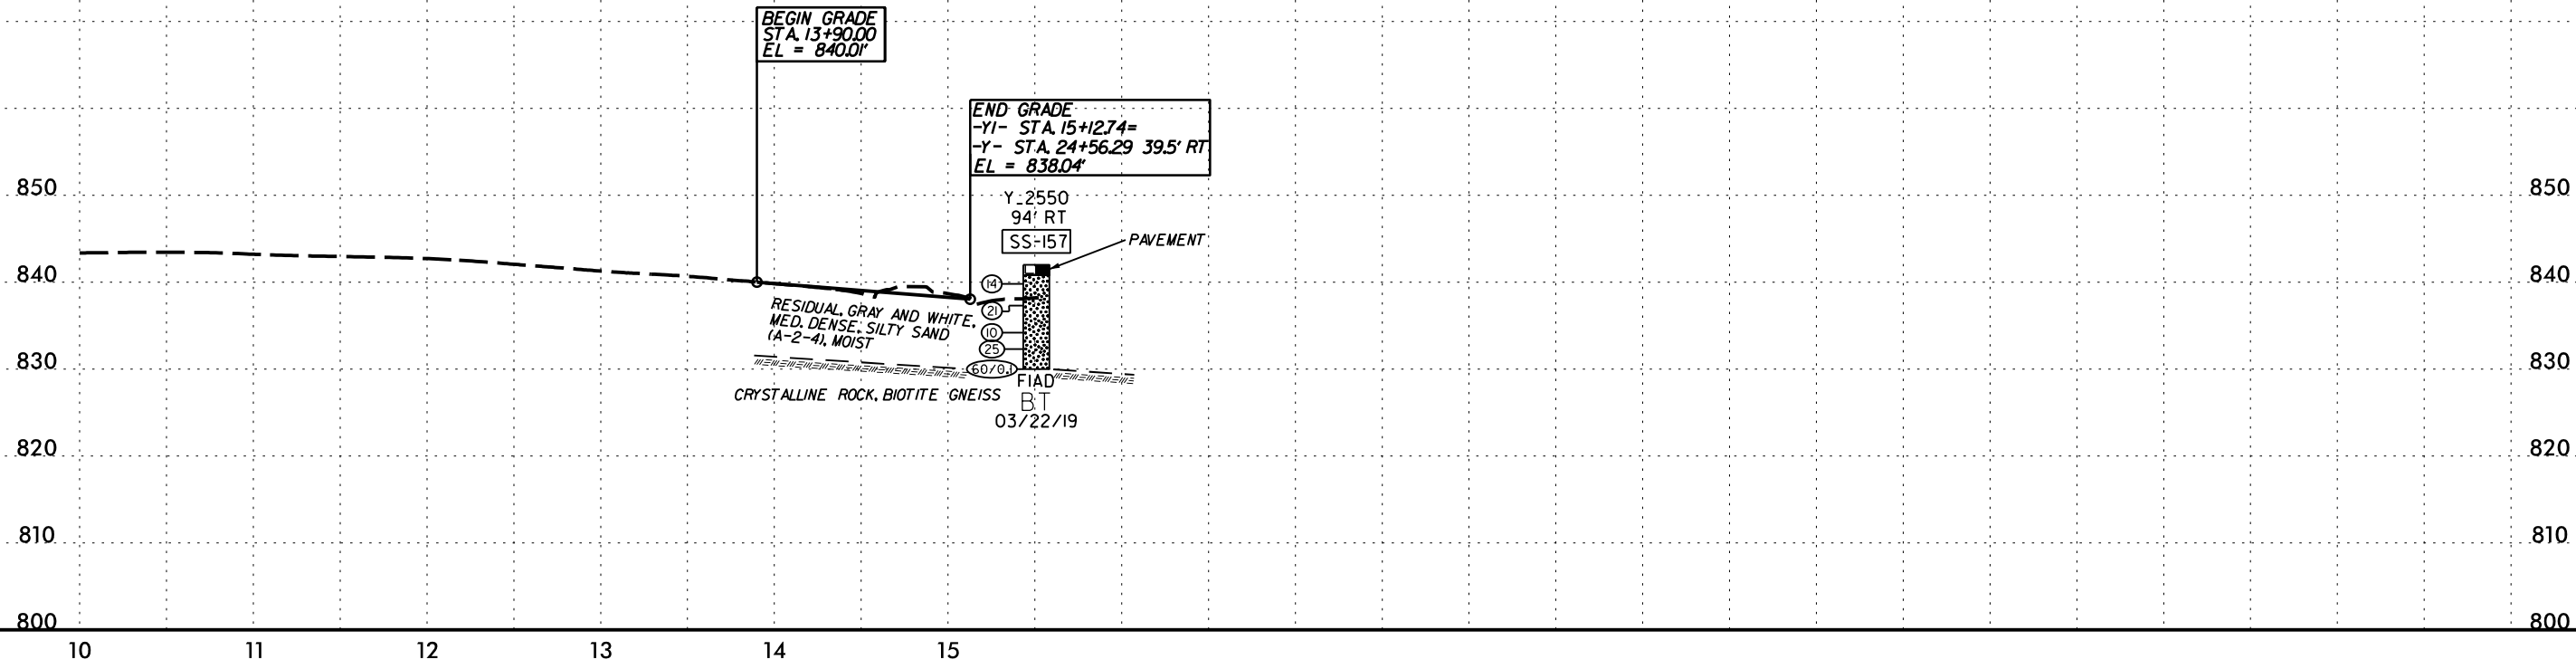 BEGIN GRADE
STA. 13+90.00
EL = 840.01'
END GRADE
-Y1- STA. 15+12.74=
-Y- STA. 24+56.29 39.5' RT
EL = 838.04'
850
Y_2550
850
94' RT
SS-157
PAVEMENT
840
14
840
RESIDUAL, GRAY AND WHITE,
MED. DENSE, SILTY SAND
(A-2-4), MOIST
21
10
25
830
60/0.1
830
FIAD
CRYSTALLINE ROCK, BIOTITE GNEISS
BT
03/22/19
820
820
810
810
800
800
10 11 12 13 14 15